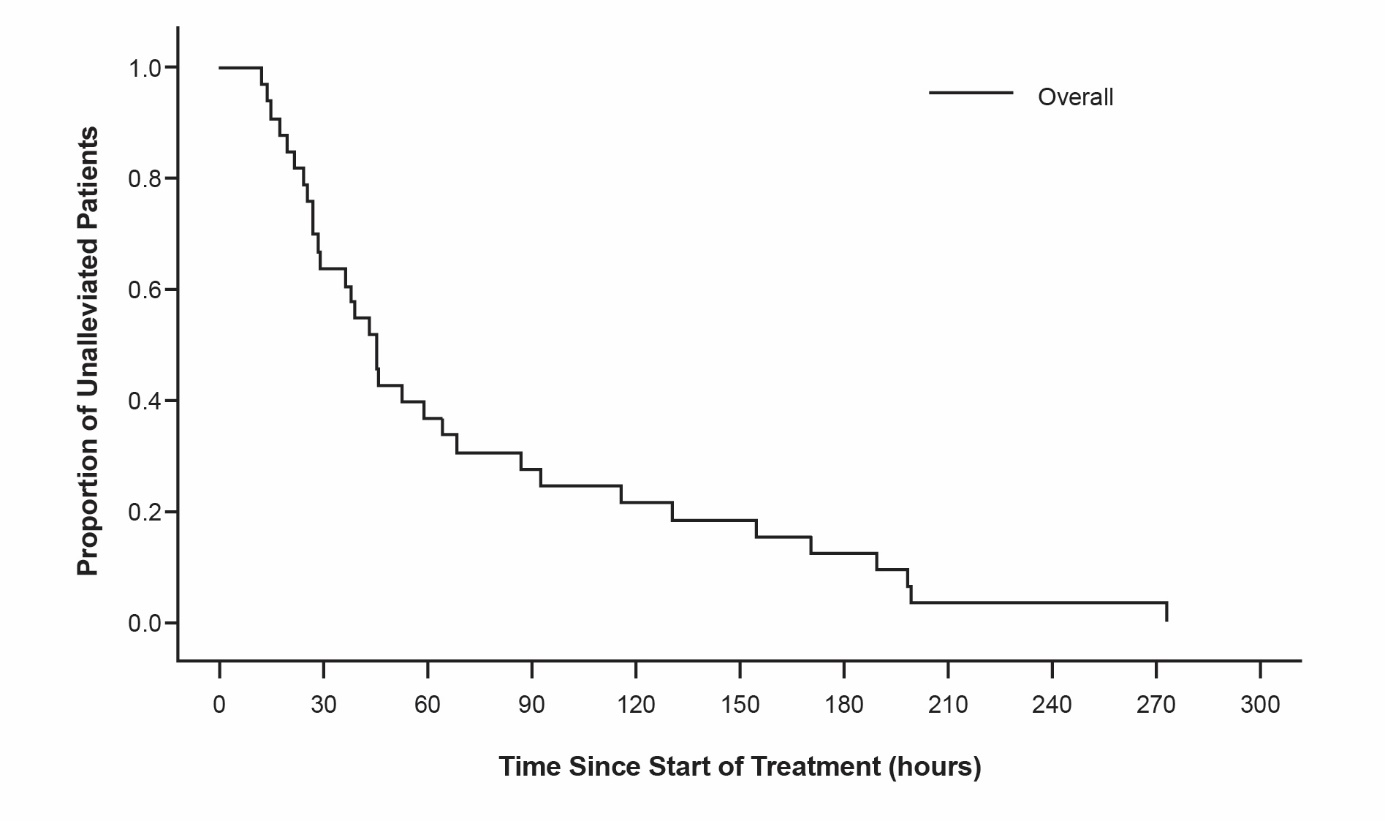 Overall
Proportion of Unalleviated Patients
1.0
0.8
0.6
0.4
0.2
0.0
0 30 60 90 120 150 180 210 240 270 300
Time Since Start of Treatment (hours)